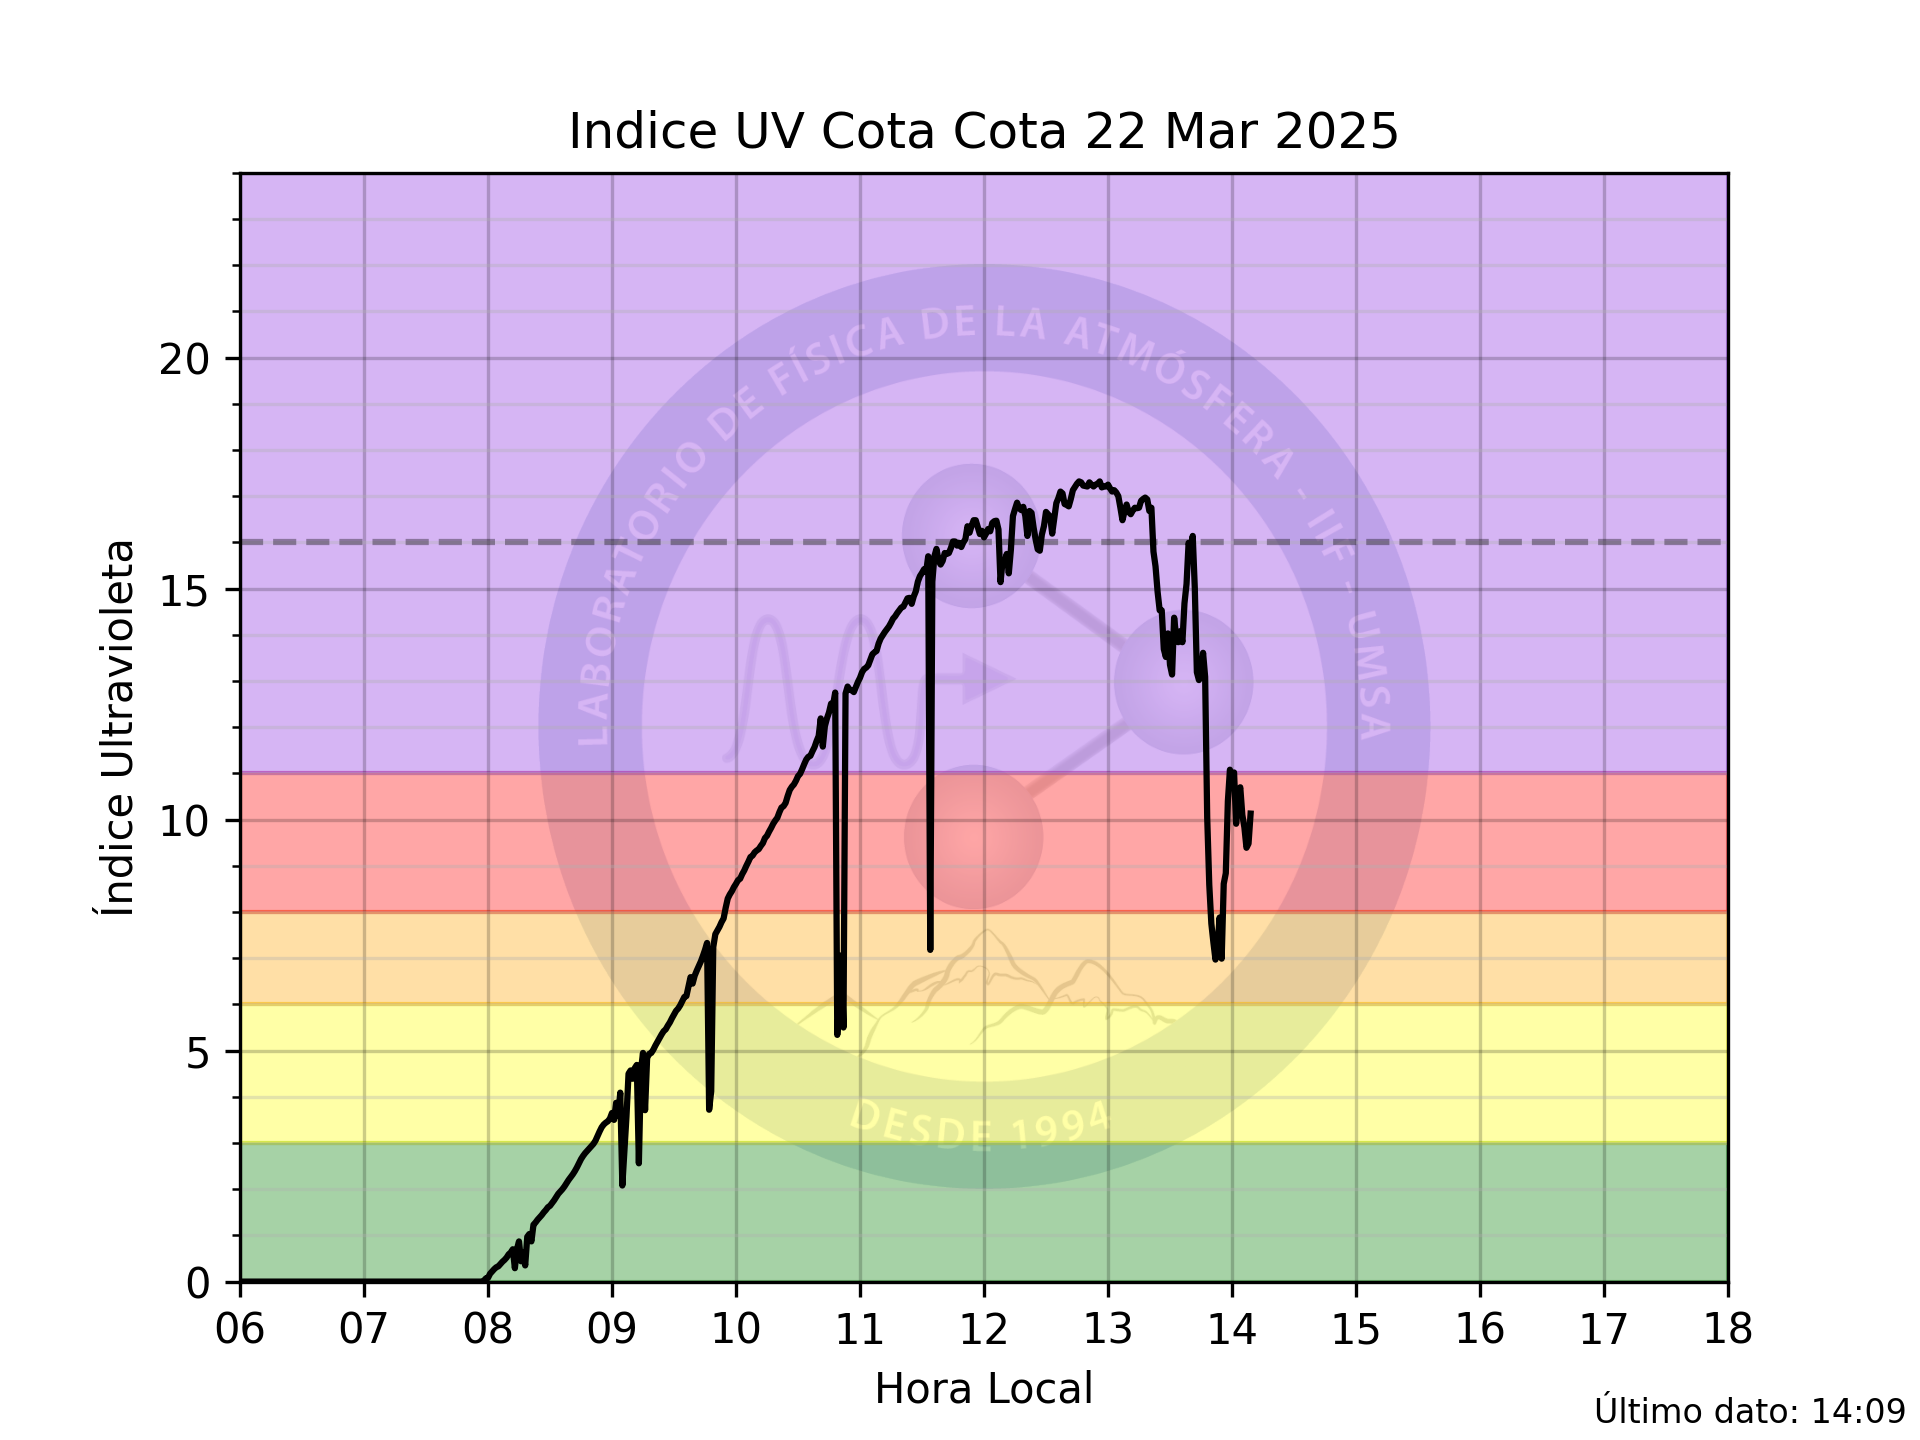 Indice UV Cota Cota 22 Mar 2025
LABORATORIO DE FÍSICA DE LA ATMÓSFERA - IIF - UMSA
DESDE 1994
Índice Ultravioleta
20
15
10
5
0
06 07 08 09 10 11 12 13 14 15 16 17 18
Hora Local
Último dato: 14:09